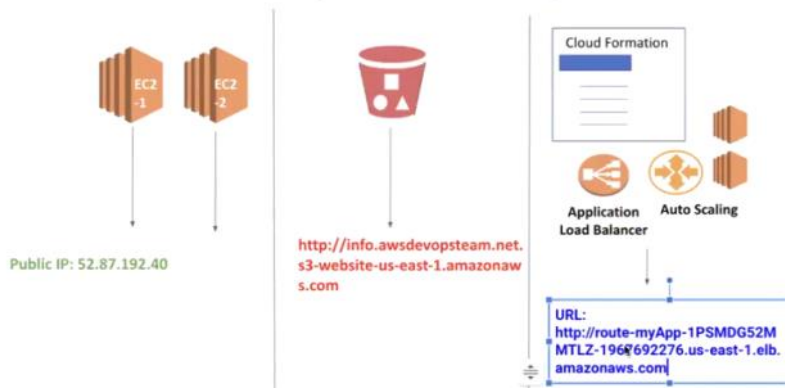 EC2
-1
EC2
-2
Public IP: 52.87.192.40
http://info.awsdevopsteam.net.
s3-website-us-east-1.amazonaw
s.com
Cloud Formation
Application
Load Balancer
Auto Scaling
URL:
http://route-myApp-1PSMDG52M
MTLZ-1967692276.us-east-1.elb.
amazonaws.com